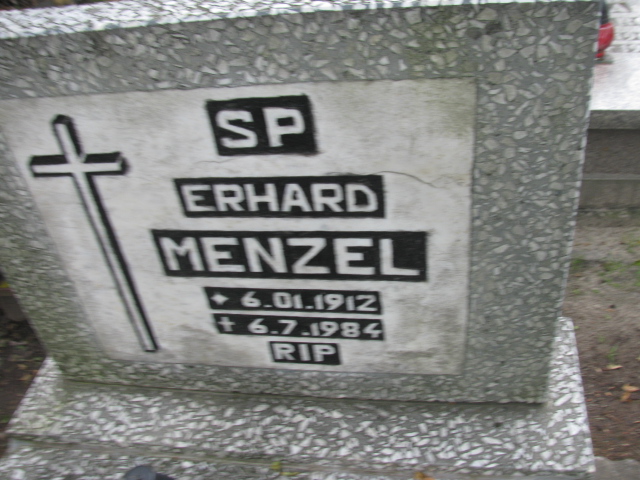 SP
ERHARD
MENZEL
* 6.01.1912
✝ 6.7.1984
RIP